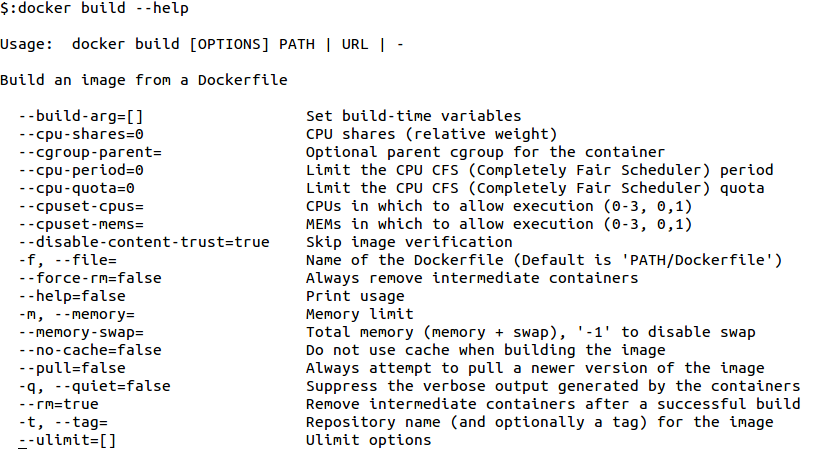 $:docker build --help
Usage:  docker build [OPTIONS] PATH | URL | -
Build an image from a Dockerfile
  --build-arg=[]                  Set build-time variables
  --cpu-shares=0                  CPU shares (relative weight)
  --cgroup-parent=                Optional parent cgroup for the container
  --cpu-period=0                  Limit the CPU CFS (Completely Fair Scheduler) period
  --cpu-quota=0                   Limit the CPU CFS (Completely Fair Scheduler) quota
  --cpuset-cpus=                  CPUs in which to allow execution (0-3, 0,1)
  --cpuset-mems=                  MEMs in which to allow execution (0-3, 0,1)
  --disable-content-trust=true    Skip image verification
  -f, --file=                     Name of the Dockerfile (Default is 'PATH/Dockerfile')
  --force-rm=false                Always remove intermediate containers
  --help=false                    Print usage
  -m, --memory=                   Memory limit
  --memory-swap=                  Total memory (memory + swap), '-1' to disable swap
  --no-cache=false                Do not use cache when building the image
  --pull=false                    Always attempt to pull a newer version of the image
  -q, --quiet=false               Suppress the verbose output generated by the containers
  --rm=true                       Remove intermediate containers after a successful build
  -t, --tag=                      Repository name (and optionally a tag) for the image
  --ulimit=[]                     Ulimit options